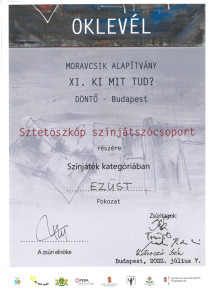 OKLEVÉL
MORAVCSIK ALAPÍTVÁNY
XI. KI MIT TUD?
DÖNTŐ - Budapest
Sztetoszkóp színjátszócsoport
részére
Színjáték kategóriában
EZÜST
Fokozat
Zsűritagok:
A zsűri elnöke
Budapest, 2022. július 7.